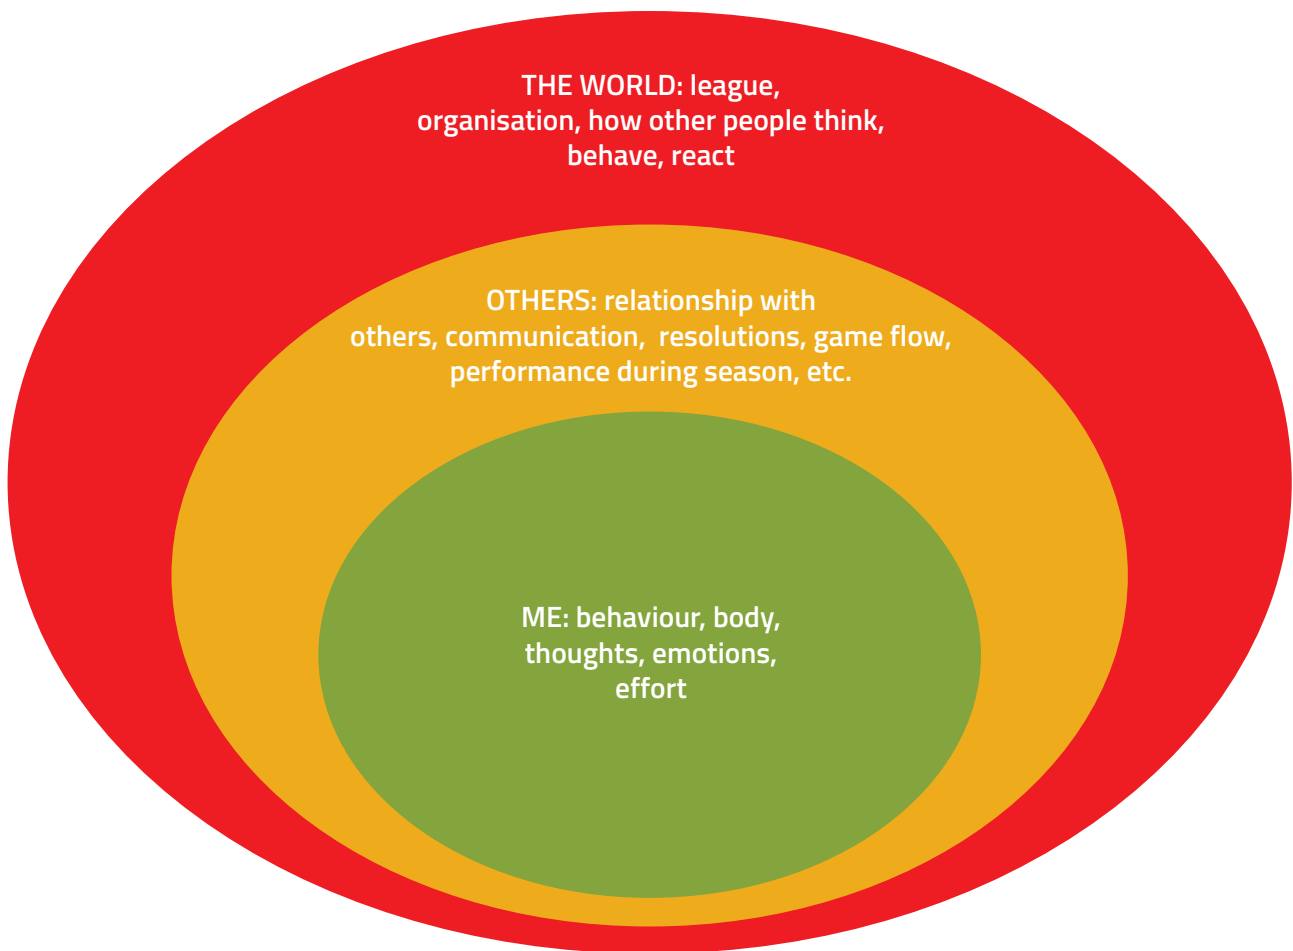 THE WORLD: league,
organisation, how other people think,
behave, react
OTHERS: relationship with
others, communication,  resolutions, game flow,
performance during season, etc.
ME: behaviour, body,
thoughts, emotions,
effort